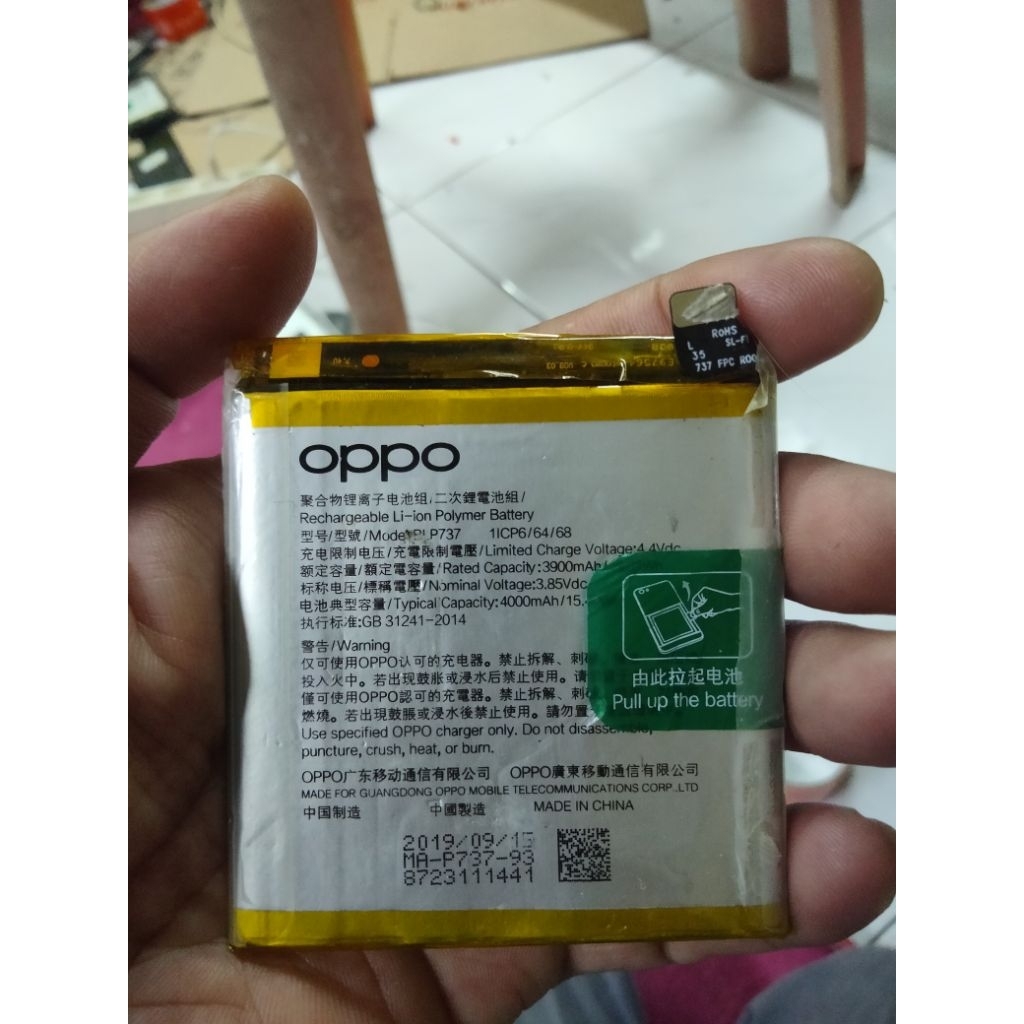 ROHS
L SL-F
35
737 FPC ROO
oppo
聚合物锂离子电池组/二次鋰電池組/
Rechargeable Li-ion Polymer Battery
型号/型號/Model BLP737 1ICP6/64/68
充电限制电压/充電限制電壓/Limited Charge Voltage:4.4Vdc
额定容量/額定電容量/Rated Capacity:3900mAh/
标称电压/標稱電壓/Nominal Voltage:3.85Vdc
电池典型容量/Typical Capacity:4000mAh/15.
执行标准:GB 31241-2014
警告/Warning
仅可使用OPPO认可的充电器。禁止拆解、刺
投入火中。若出现鼓胀或浸水后禁止使用。请
僅可使用OPPO認可的充電器。禁止拆解、刺
燃燒。若出現鼓脹或浸水後禁止使用。請勿置
Use specified OPPO charger only. Do not disassemble,
puncture, crush, heat, or burn.
由此拉起电池
Pull up the battery
OPPO广东移动通信有限公司 OPPO廣東移動通信有限公司
MADE FOR GUANGDONG OPPO MOBILE TELECOMMUNICATIONS CORP.,LTD
中国制造 中國製造 MADE IN CHINA
2019/09/15
MA-P737-93
8723111441